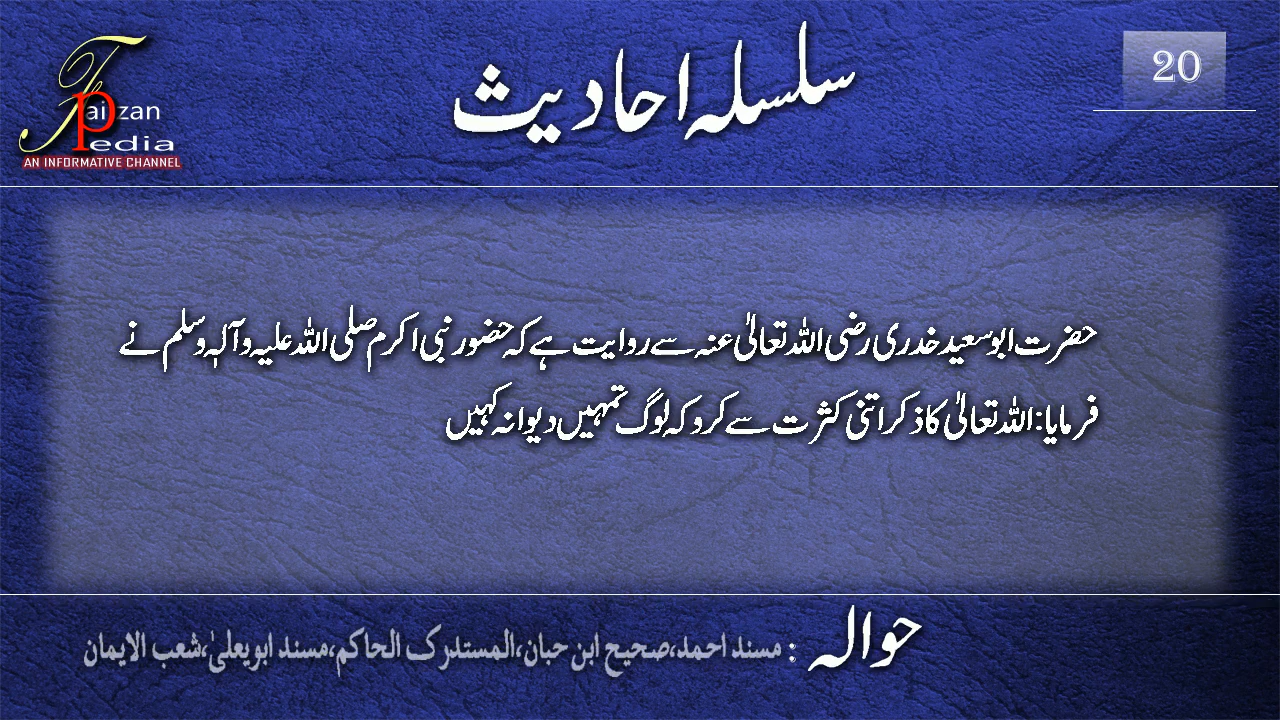 Faizan
Pedia
AN INFORMATIVE CHANNEL
سلسلہ احادیث
20
حضرت ابوسعید خدری رضی اللہ تعالیٰ عنہ سے روایت ہے کہ حضور نبی اکرم صلی اللہ علیہ وآلہٖ وسلم نے
فرمایا: اللہ تعالیٰ کا ذکر اتنی کثرت سے کرو کہ لوگ تمہیں دیوانہ کہیں
حوالہ : مسند احمد،صحیح ابن حبان،المستدرک الحاکم،مسند ابویعلیٰ،شعب الایمان